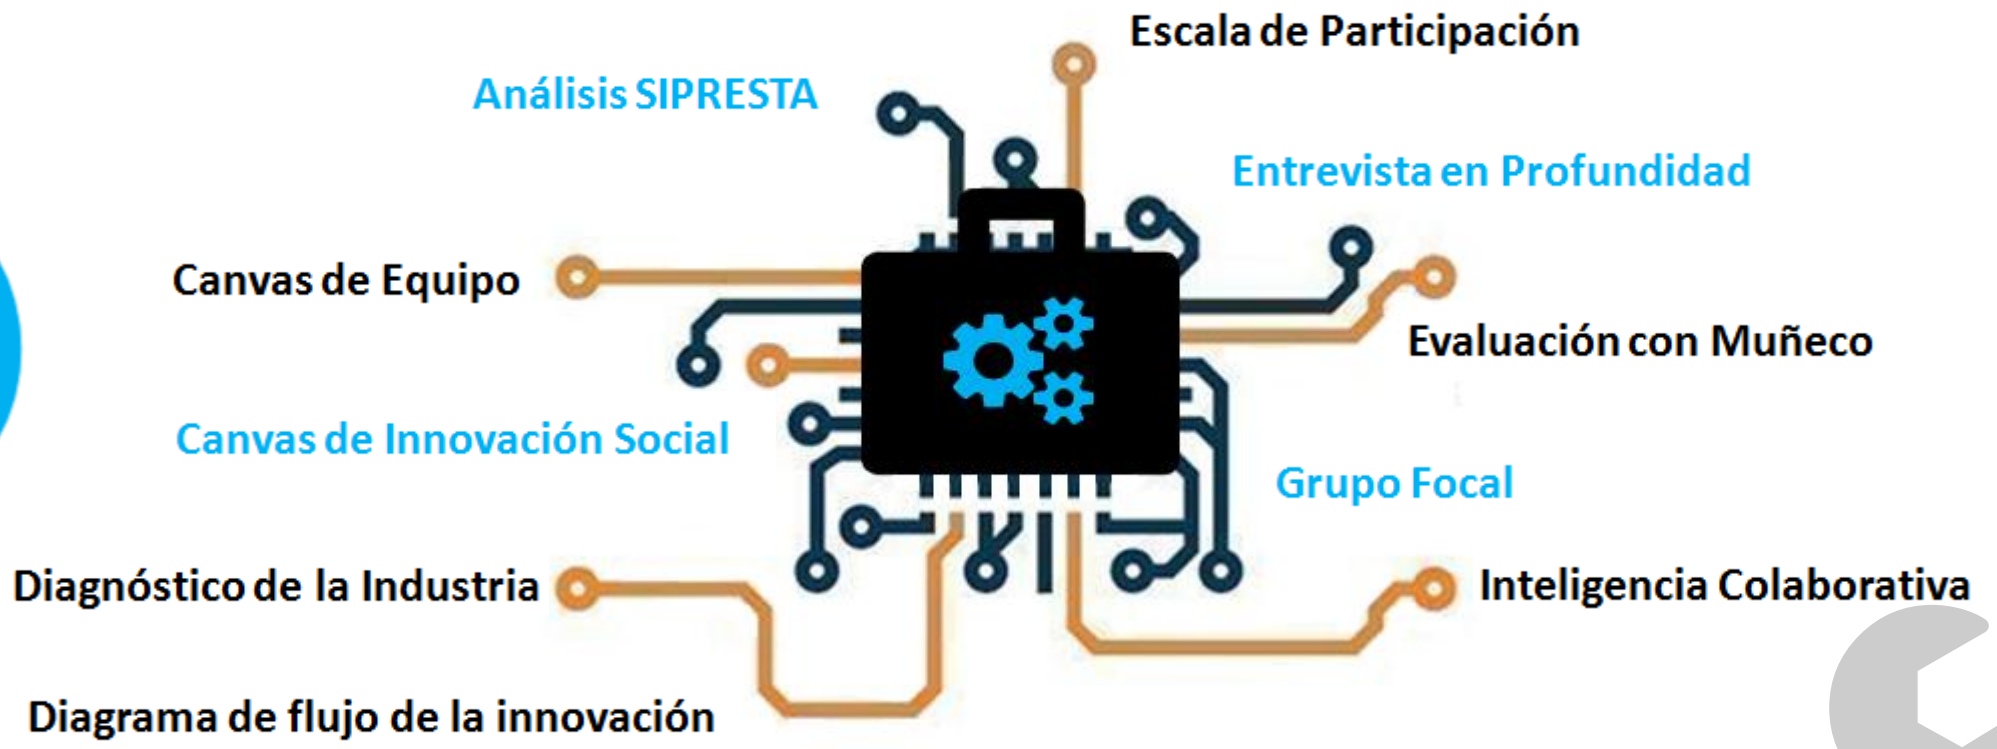 Escala de Participación
Análisis SIPRESTA
Entrevista en Profundidad
Canvas de Equipo
Evaluación con Muñeco
Canvas de Innovación Social
Grupo Focal
Diagnóstico de la Industria
Inteligencia Colaborativa
Diagrama de flujo de la innovación